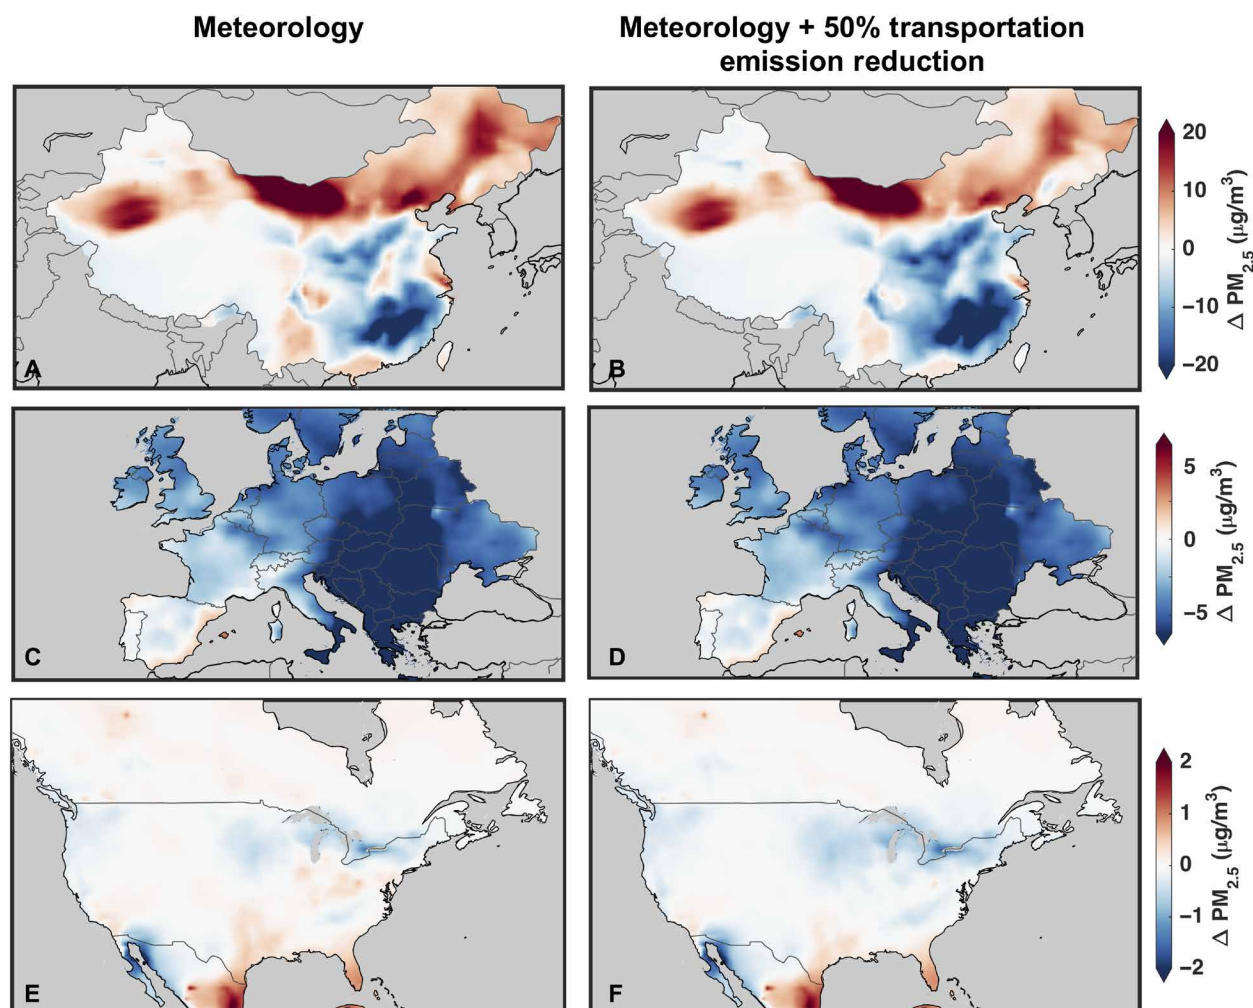 Meteorology
Meteorology + 50% transportation
emission reduction
A
B
20
10
0
−10
−20
Δ PM2.5 (μg/m3)
C
D
5
0
−5
Δ PM2.5 (μg/m3)
E
F
2
1
0
−1
−2
Δ PM2.5 (μg/m3)